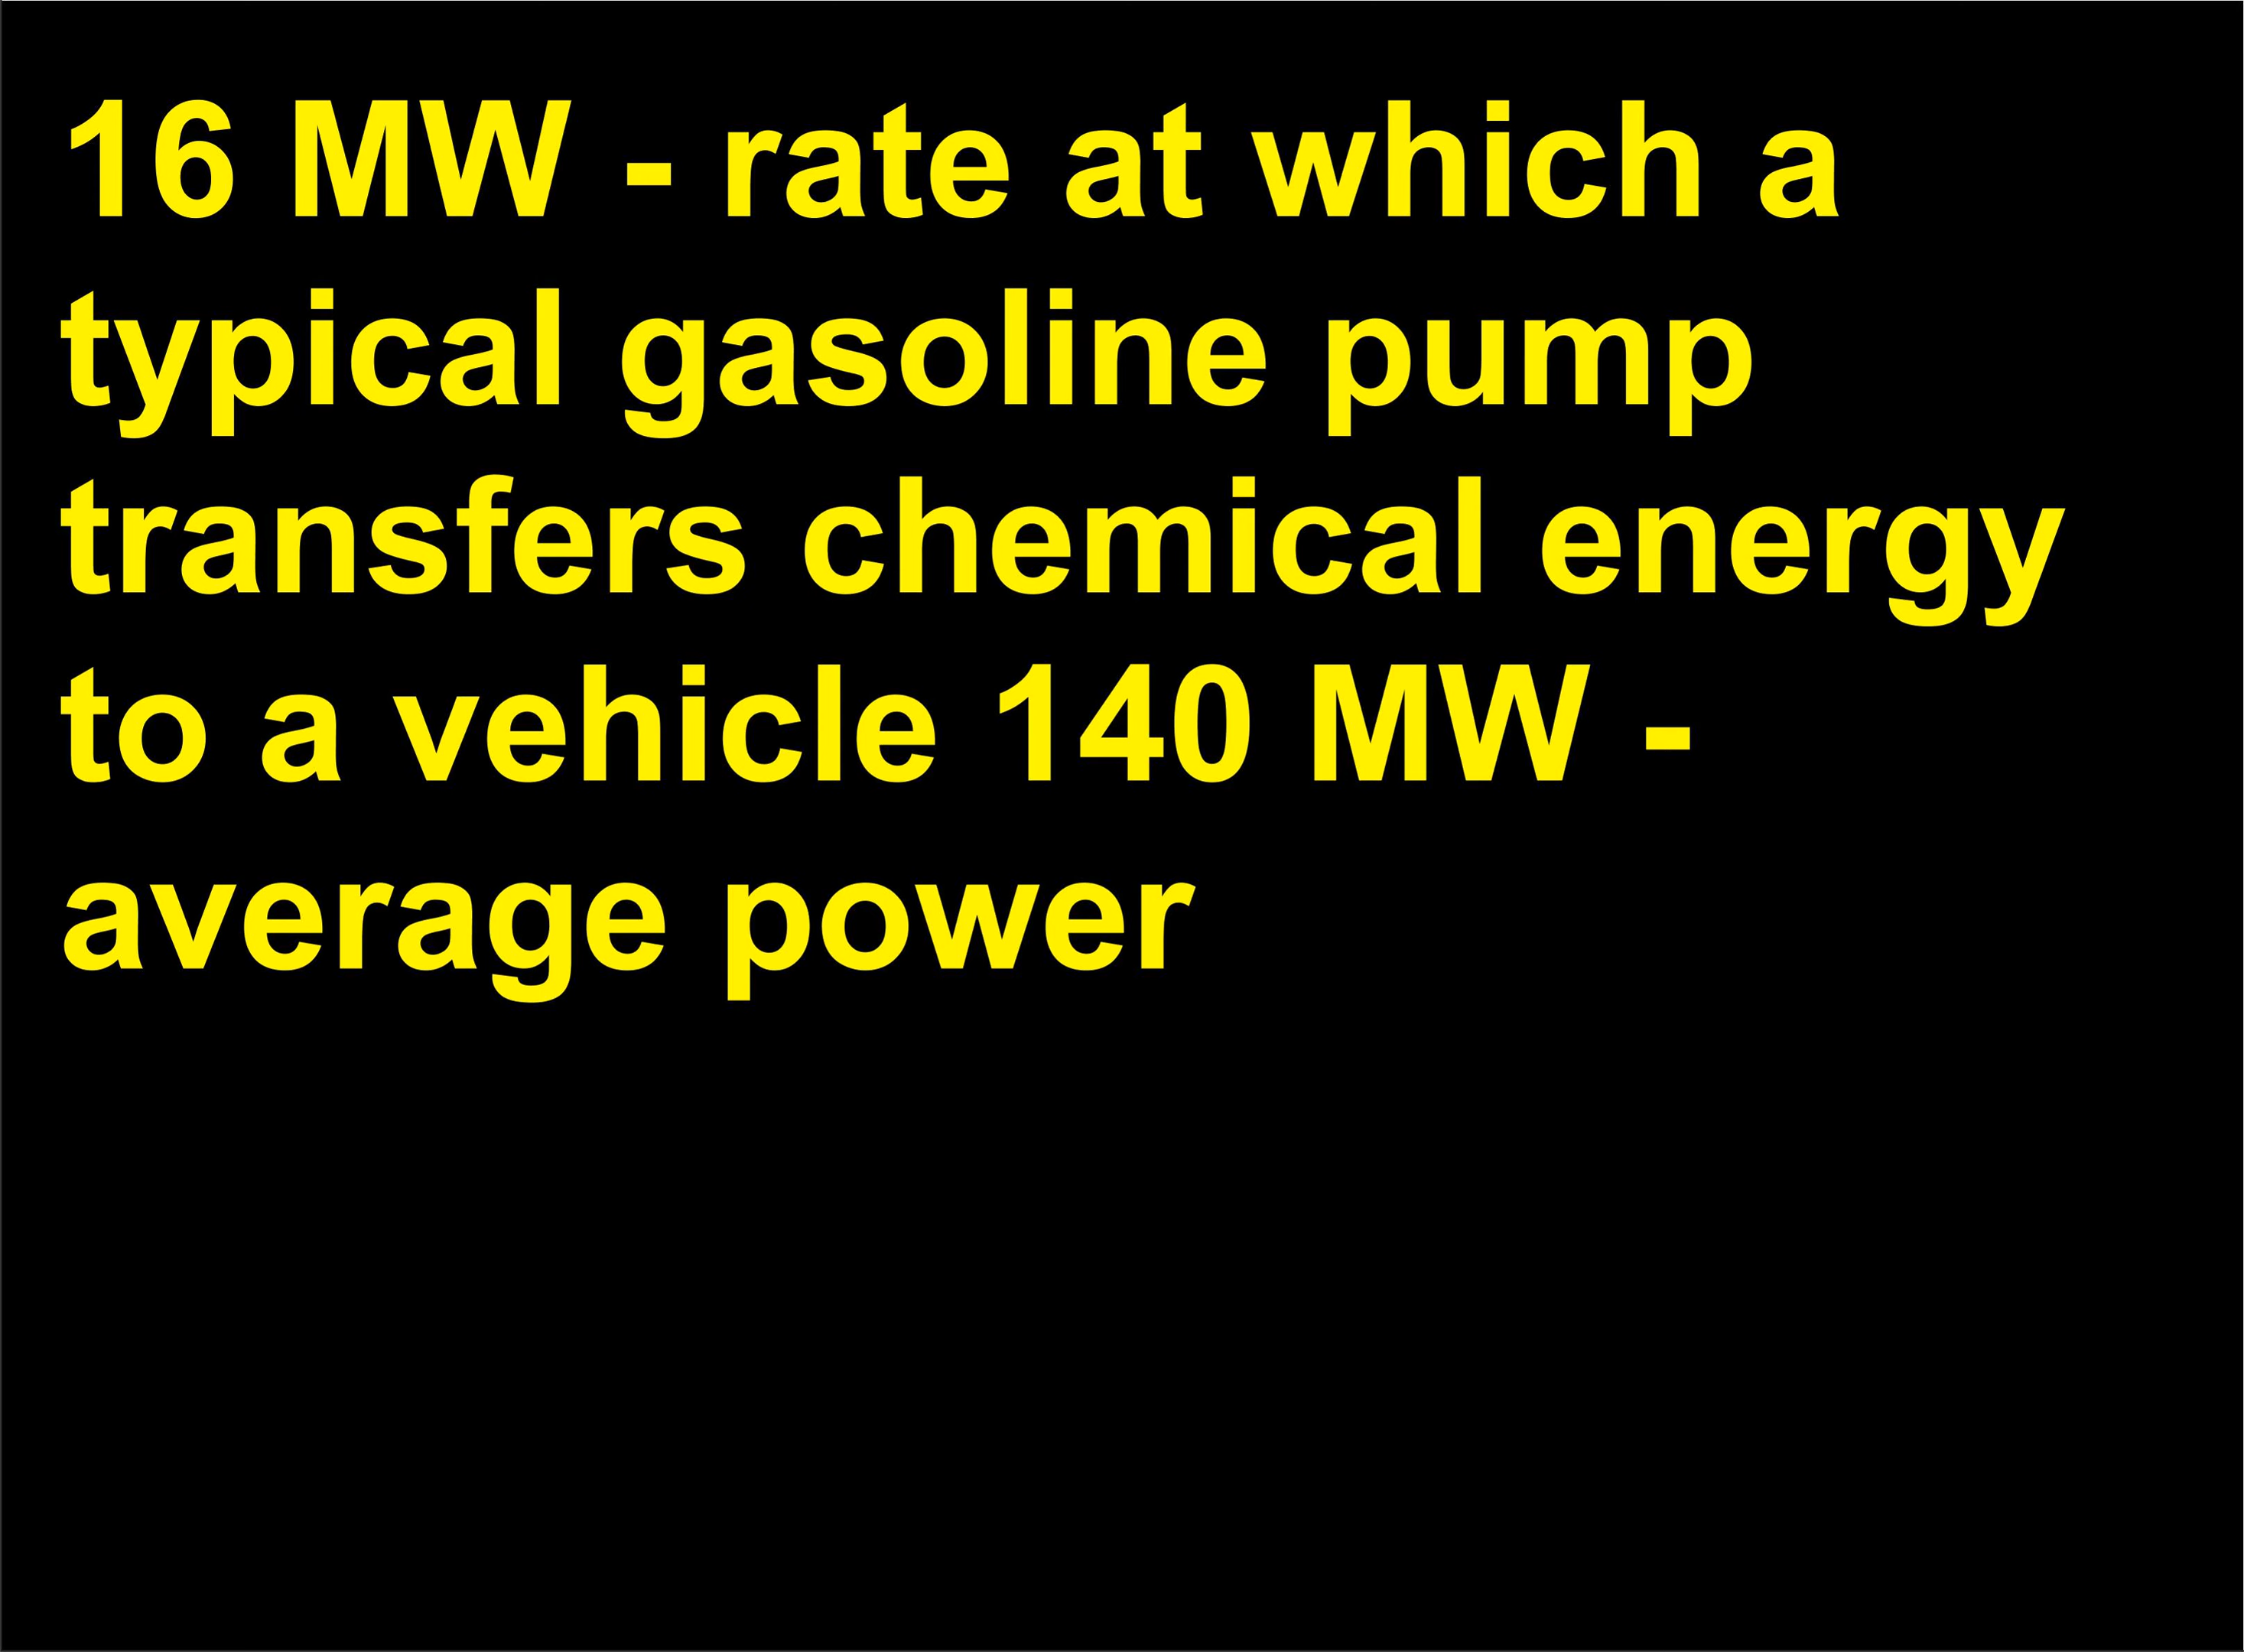 16 MW - rate at which a
typical gasoline pump
transfers chemical energy
to a vehicle 140 MW -
average power